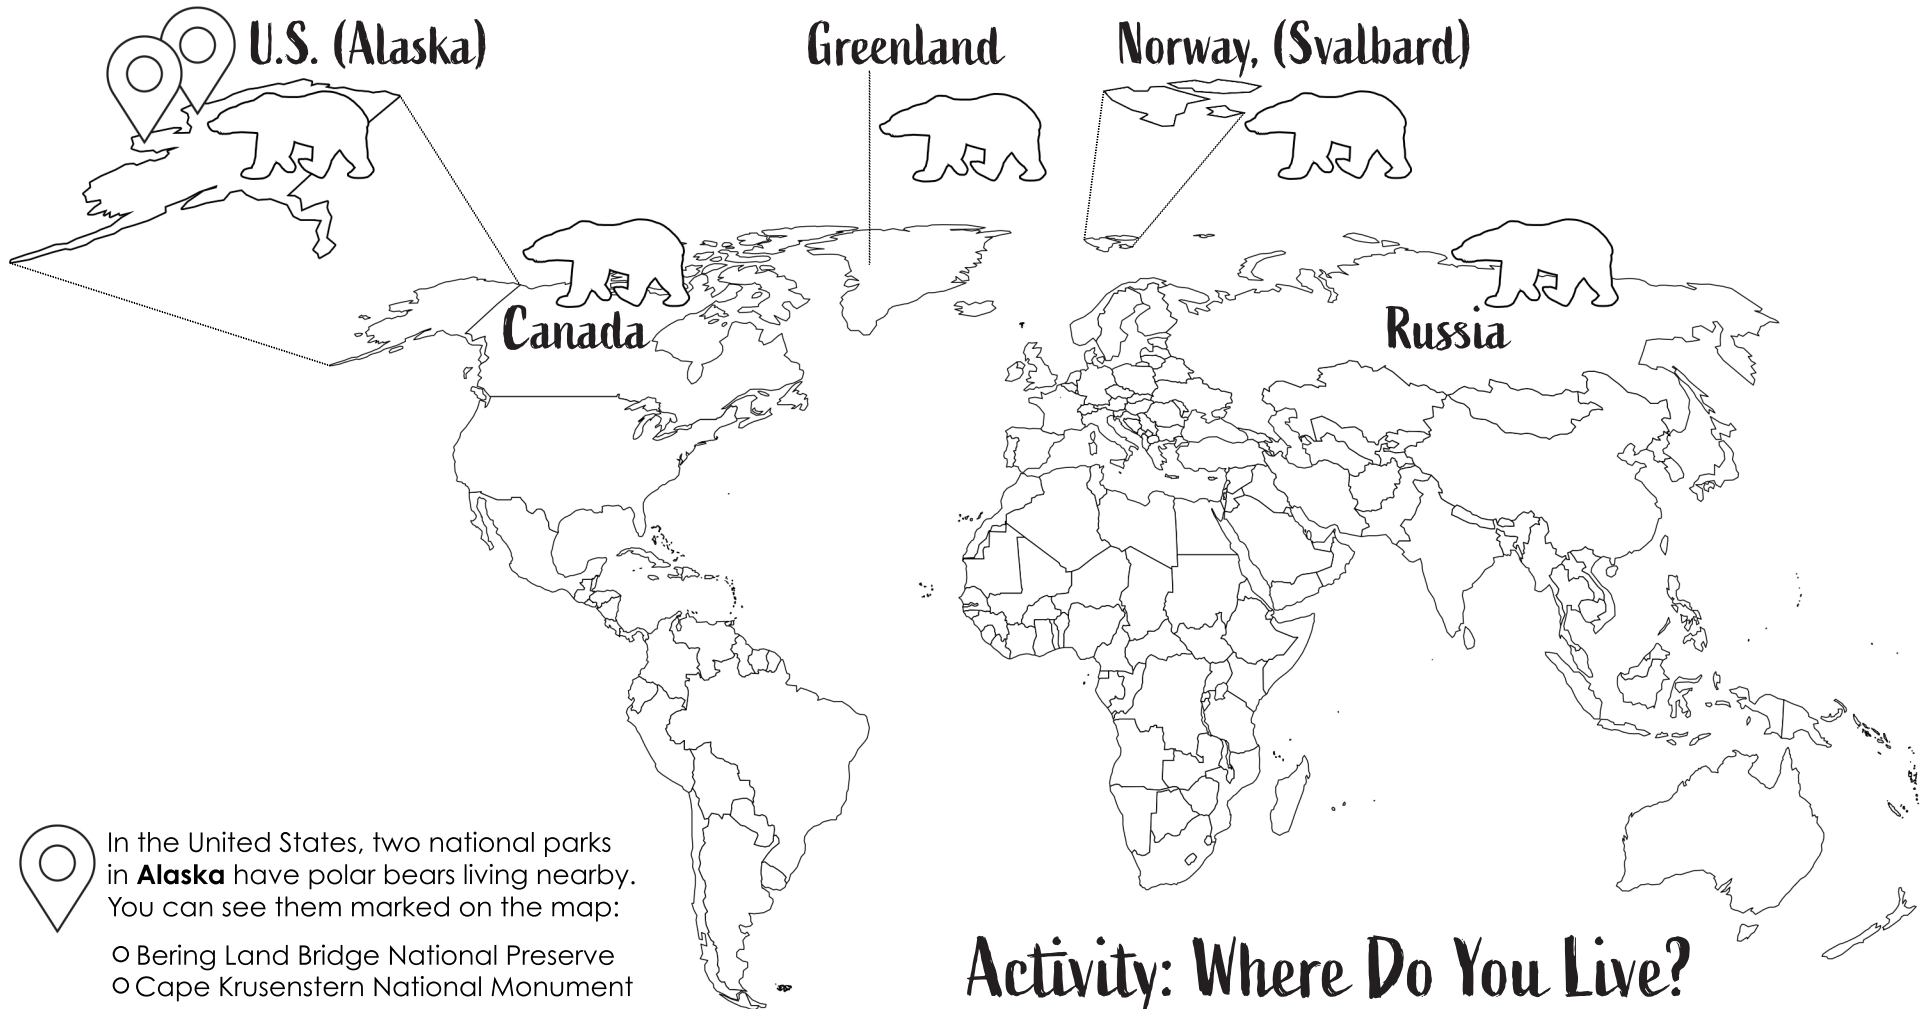 U.S. (Alaska)
Greenland
Norway, (Svalbard)
Canada
Russia
In the United States, two national parks
in Alaska have polar bears living nearby.
You can see them marked on the map:
Bering Land Bridge National Preserve
Cape Krusenstern National Monument
Activity: Where Do You Live?